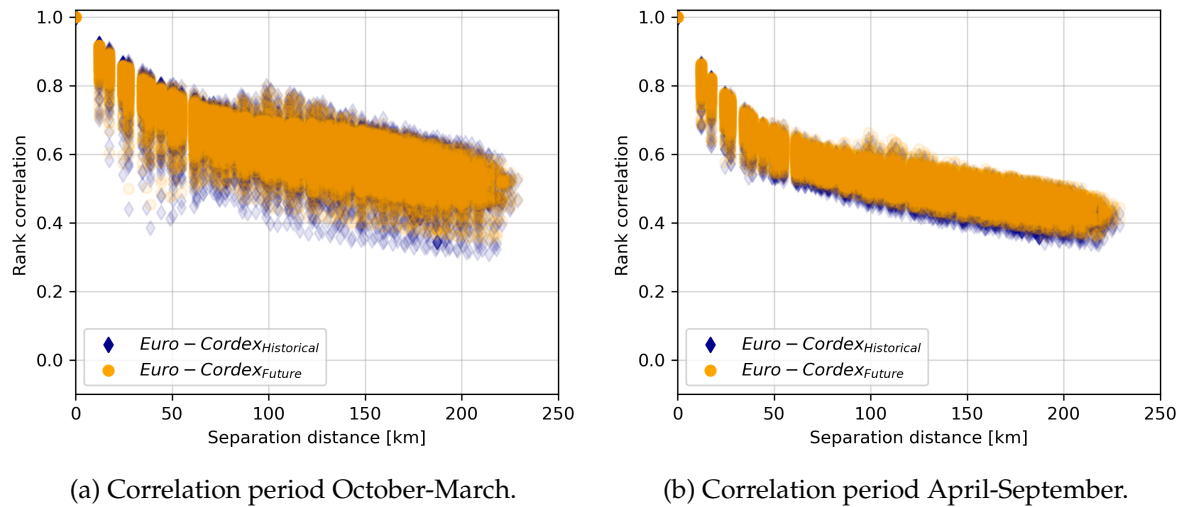 1.0
0.8
0.6
0.4
0.2
0.0
Rank correlation
Euro − Cordex_Historical
Euro − Cordex_Future
0 50 100 150 200 250
Separation distance [km]
(a) Correlation period October-March.
1.0
0.8
0.6
0.4
0.2
0.0
Rank correlation
Euro − Cordex_Historical
Euro − Cordex_Future
0 50 100 150 200 250
Separation distance [km]
(b) Correlation period April-September.